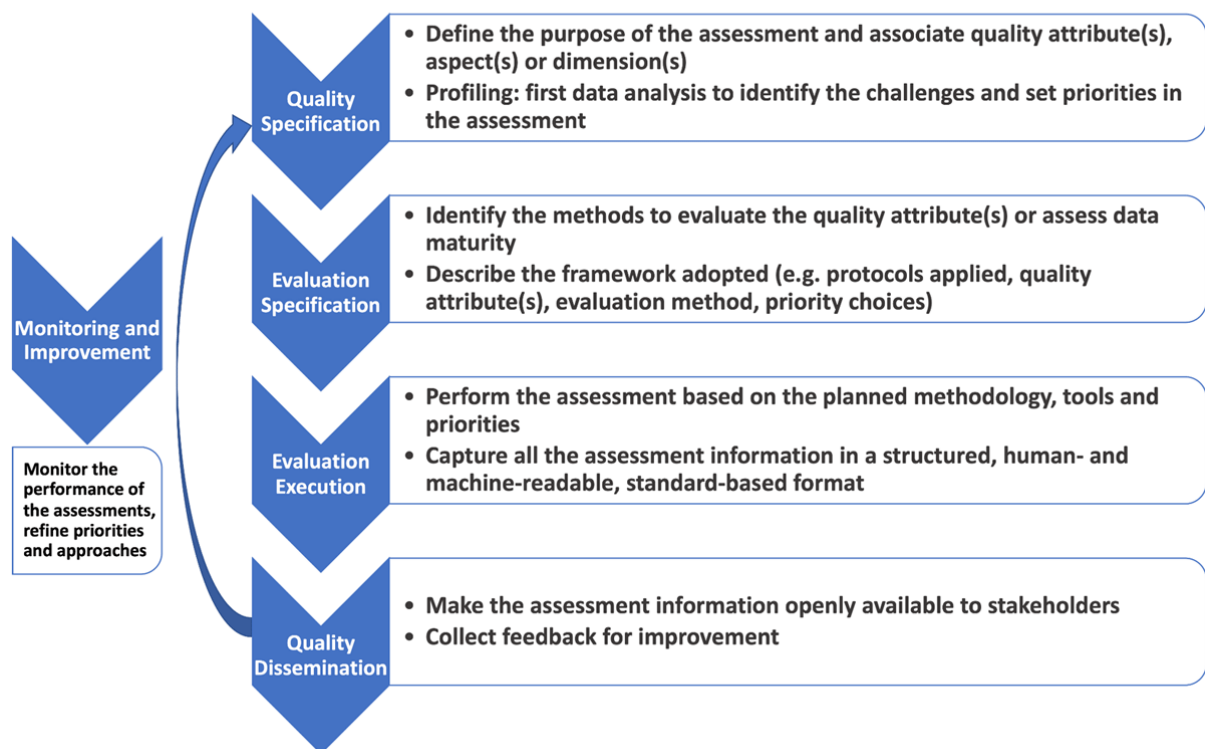 Quality
Specification
• Define the purpose of the assessment and associate quality attribute(s),
aspect(s) or dimension(s)
• Profiling: first data analysis to identify the challenges and set priorities in
the assessment
Evaluation
Specification
• Identify the methods to evaluate the quality attribute(s) or assess data
maturity
• Describe the framework adopted (e.g. protocols applied, quality
attribute(s), evaluation method, priority choices)
Monitoring and
Improvement
Monitor the
performance of
the assessments,
refine priorities
and approaches
Evaluation
Execution
• Perform the assessment based on the planned methodology, tools and
priorities
• Capture all the assessment information in a structured, human- and
machine-readable, standard-based format
Quality
Dissemination
• Make the assessment information openly available to stakeholders
• Collect feedback for improvement